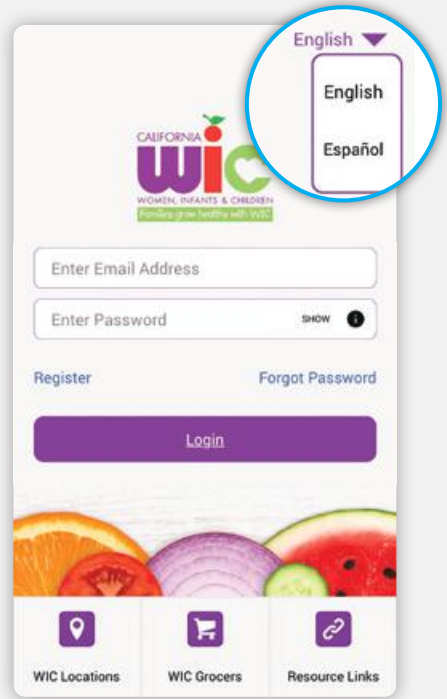 English
English
Español
CALIFORNIA
WIC
WOMEN, INFANTS & CHILDREN
Families grow healthy with WIC
Enter Email Address
Enter Password SHOW i
Register Forgot Password
Login
WIC Locations WIC Grocers Resource Links